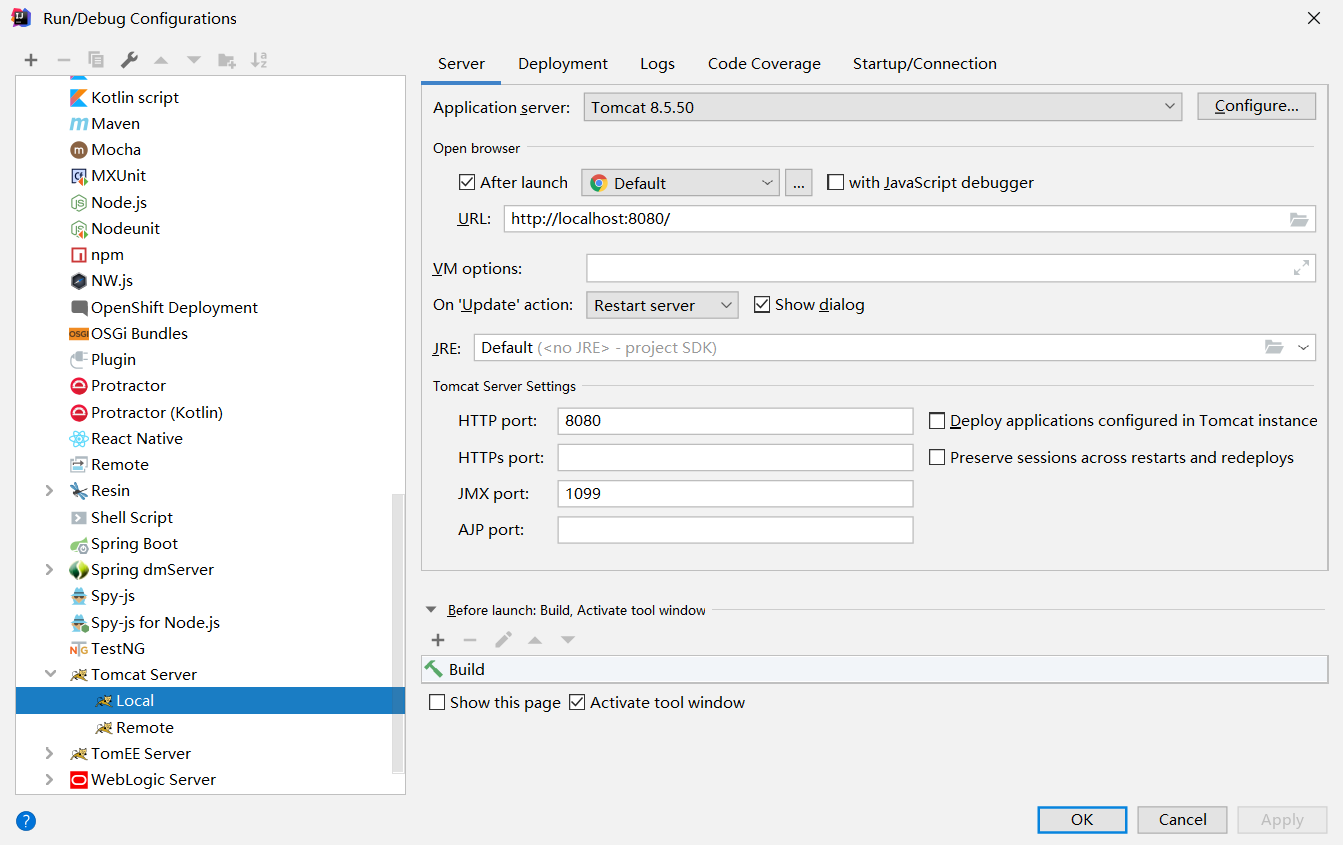 Run/Debug Configurations
Kotlin script
Maven
Mocha
MXUnit
Node.js
Nodeunit
npm
NW.js
OpenShift Deployment
OSGi Bundles
Plugin
Protractor
Protractor (Kotlin)
React Native
Remote
Resin
Shell Script
Spring Boot
Spring dmServer
Spy-js
Spy-js for Node.js
TestNG
Tomcat Server
Local
Remote
TomEE Server
WebLogic Server
Server Deployment Logs Code Coverage Startup/Connection
Application server: Tomcat 8.5.50 Configure...
Open browser
After launch Default ... with JavaScript debugger
URL: http://localhost:8080/
VM options:
On 'Update' action: Restart server Show dialog
JRE: Default (<no JRE> - project SDK)
Tomcat Server Settings
HTTP port: 8080 Deploy applications configured in Tomcat instance
HTTPs port: Preserve sessions across restarts and redeploys
JMX port: 1099
AJP port:
Before launch: Build, Activate tool window
Build
Show this page Activate tool window
? OK Cancel Apply